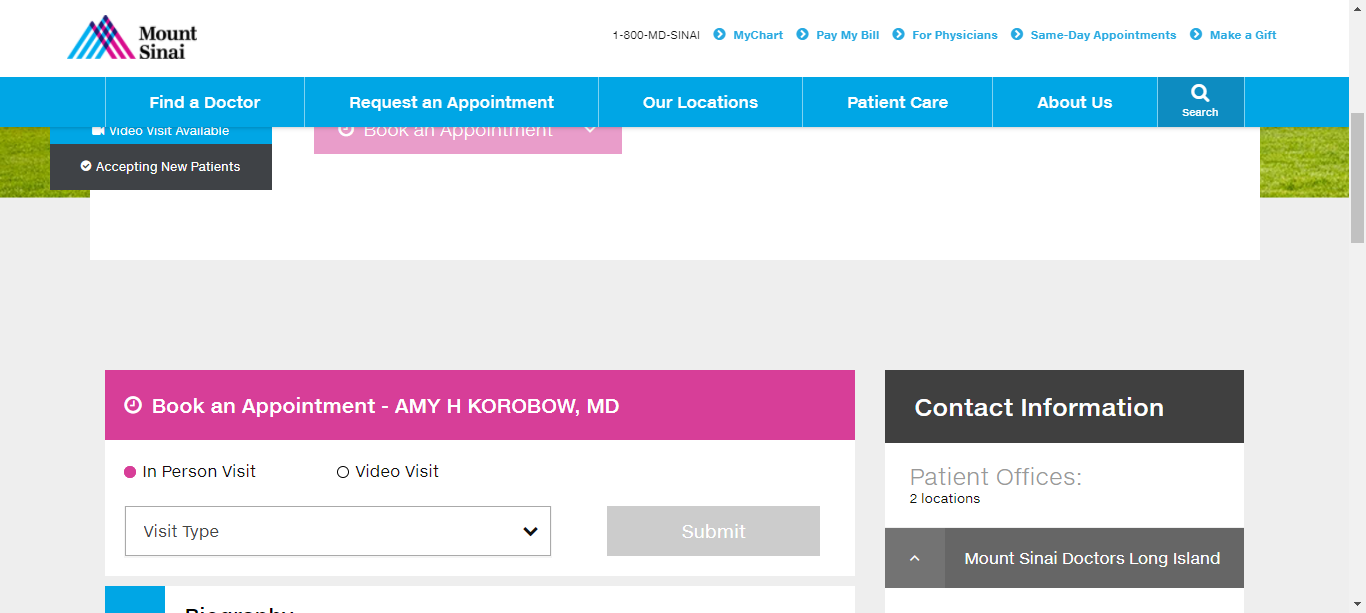 Mount
Sinai
1-800-MD-SINAI MyChart Pay My Bill For Physicians Same-Day Appointments Make a Gift
Find a Doctor Request an Appointment Our Locations Patient Care About Us Search
Video Visit Available
Book an Appointment
Accepting New Patients
Book an Appointment - AMY H KOROBOW, MD
In Person Visit Video Visit
Visit Type
Submit
Biography
Contact Information
Patient Offices:
2 locations
Mount Sinai Doctors Long Island